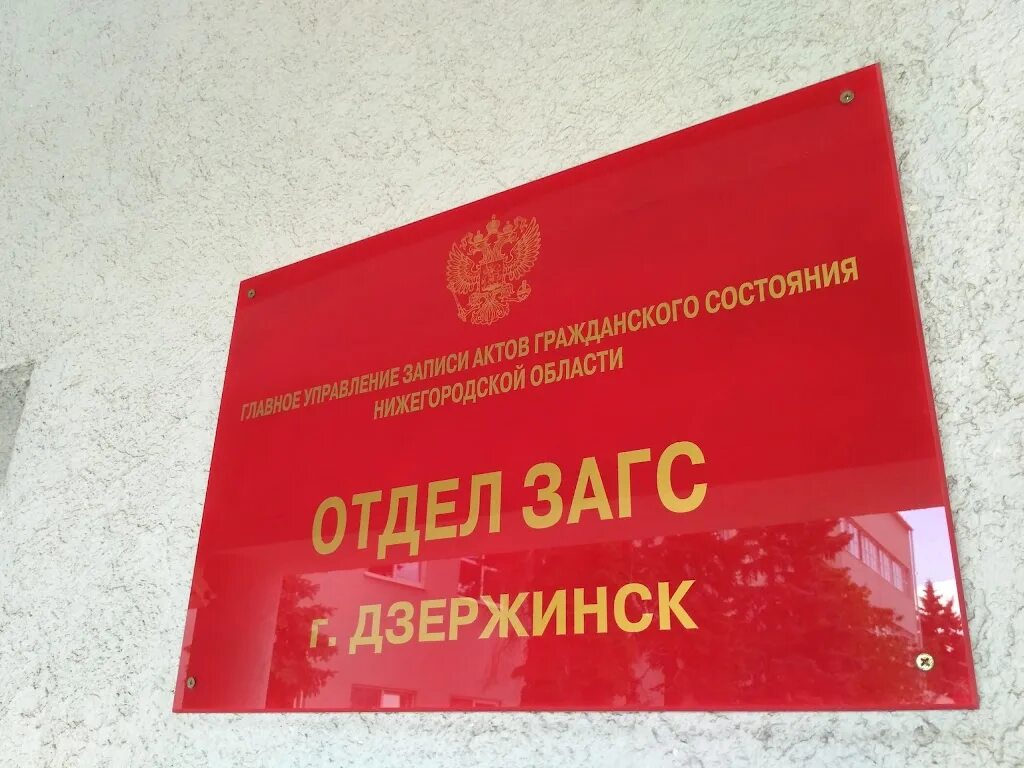 ГЛАВНОЕ УПРАВЛЕНИЕ ЗАПИСИ АКТОВ ГРАЖДАНСКОГО СОСТОЯНИЯ
НИЖЕГОРОДСКОЙ ОБЛАСТИ
ОТДЕЛ ЗАГС
г. ДЗЕРЖИНСК